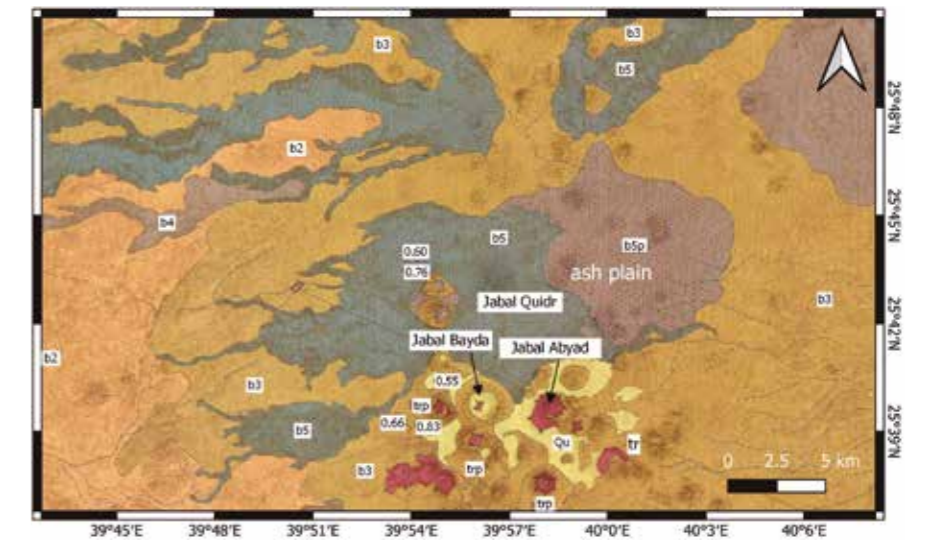 b3
b3
b5
b2
b4
b5
b5p
0.60
0.76
ash plain
Jabal Quidr
b3
Jabal Bayda
Jabal Abyad
b2
b3
0.55
trp
0.66
0.83
b5
Qu
tr
b3
trp
trp
0 2.5 5 km
25°48'N
25°45'N
25°42'N
25°39'N
39°45'E 39°48'E 39°51'E 39°54'E 39°57'E 40°0'E 40°3'E 40°6'E